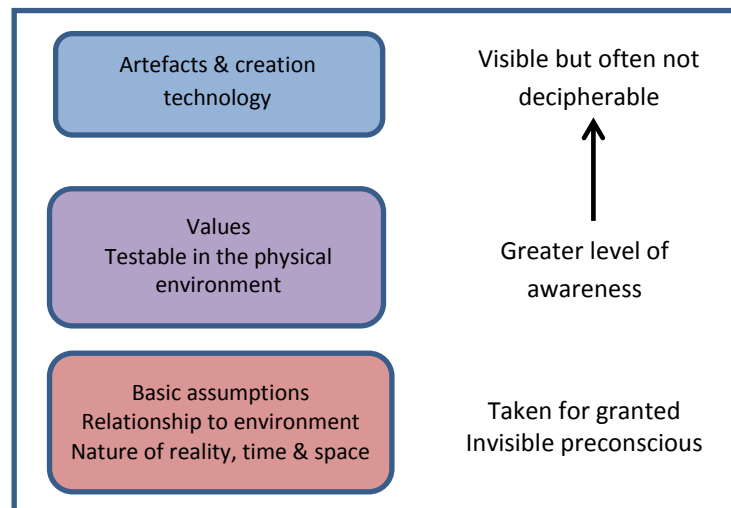 Artefacts & creation
technology
Visible but often not
decipherable
Values
Testable in the physical
environment
Greater level of
awareness
Basic assumptions
Relationship to environment
Nature of reality, time & space
Taken for granted
Invisible preconscious